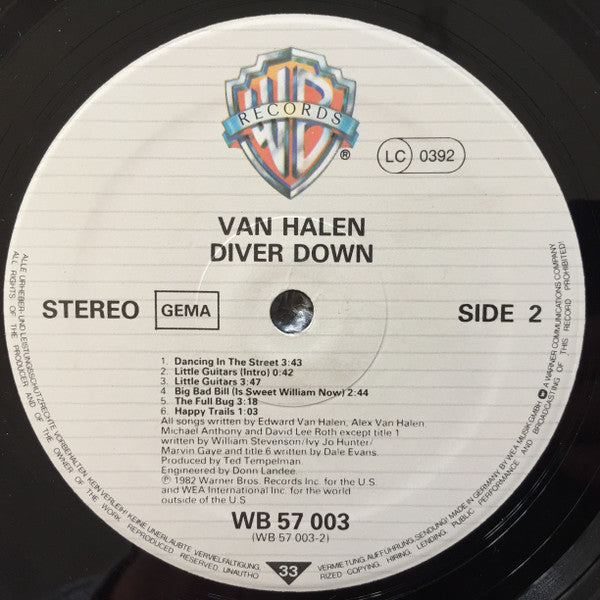 WB
RECORDS
®
LC 0392
VAN HALEN
DIVER DOWN
STEREO GEMA SIDE 2
1. Dancing In The Street 3:43
2. Little Guitars (Intro) 0:42
3. Little Guitars 3:47
4. Big Bad Bill (Is Sweet William Now) 2:44
5. The Full Bug 3:18
6. Happy Trails 1:03
All songs written by Edward Van Halen, Alex Van Halen,
Michael Anthony and David Lee Roth except title 1
written by William Stevenson/Ivy Jo Hunter/
Marvin Gaye and title 6 written by Dale Evans.
Produced by Ted Tempelman.
Engineered by Donn Landee.
℗ 1982 Warner Bros. Records Inc. for the U.S.
and WEA International Inc. for the world
outside of the U.S.
WB 57 003
(WB 57 003-2)
33
ALLE URHEBER- UND LEISTUNGSSCHUTZRECHTE VORBEHALTEN. KEIN VERLEIH! KEINE UNERLAUBTE VERVIELFÄLTIGUNG, VERMIETUNG, AUFFÜHRUNG, SENDUNG! MADE IN GERMANY BY WEA MUSIK GMBH A WARNER COMMUNICATIONS COMPANY
ALL RIGHTS OF THE PRODUCER AND OF THE OWNER OF THE WORK REPRODUCED RESERVED. UNAUTHORIZED COPYING, HIRING, LENDING, PUBLIC PERFORMANCE AND BROADCASTING OF THIS RECORD PROHIBITED!